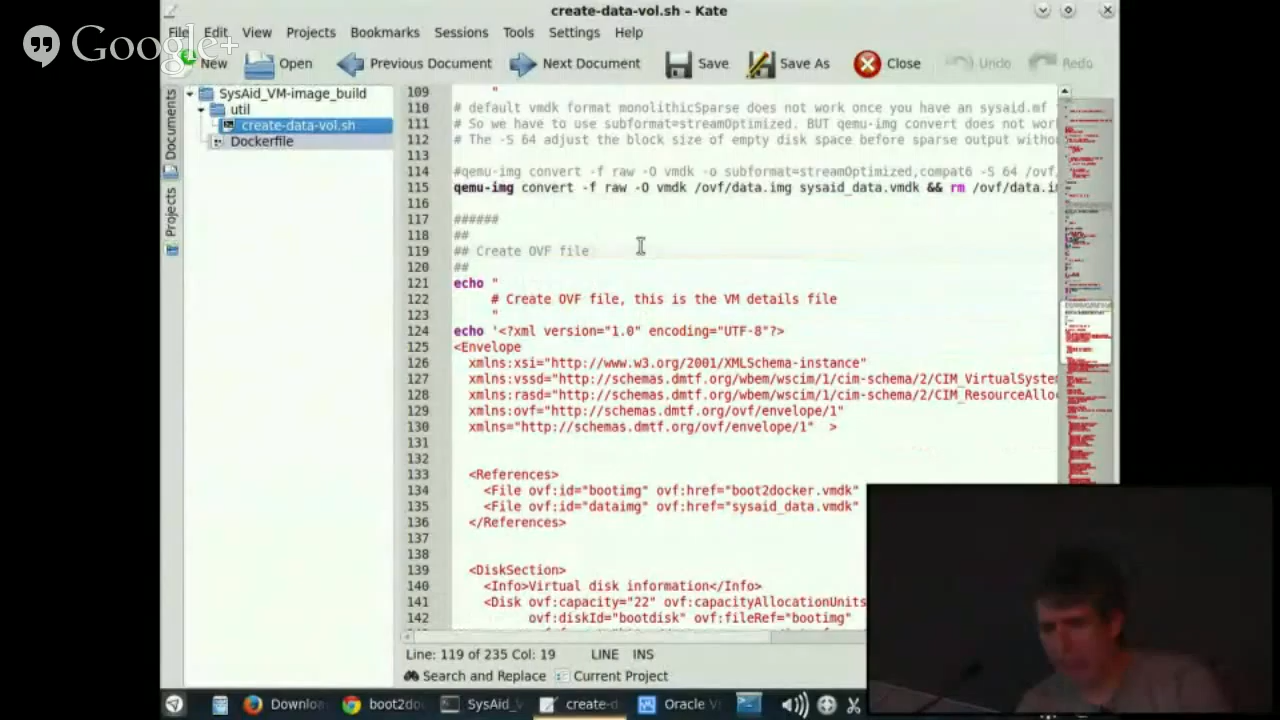 create-data-vol.sh - Kate
Google+
File Edit View Projects Bookmarks Sessions Tools Settings Help
New Open Previous Document Next Document Save Save As Close Undo Redo
Documents
Projects
SysAid_VM-image_build
util
create-data-vol.sh
Dockerfile
109 "
110 # default vmdk format monolithicSparse does not work once you have an sysaid.mf
111 # So we have to use subformat=streamOptimized. BUT qemu-img convert does not wor
112 # The -S 64 adjust the block size of empty disk space before sparse output withou
113
114 #qemu-img convert -f raw -O vmdk -o subformat=streamOptimized,compat6 -S 64 /ovf/
115 qemu-img convert -f raw -O vmdk /ovf/data.img sysaid_data.vmdk && rm /ovf/data.i
116
117 ######
118 ##
119 ## Create OVF file
120 ##
121 echo "
122 # Create OVF file, this is the VM details file
123 "
124 echo '<?xml version="1.0" encoding="UTF-8"?>
125 <Envelope
126 xmlns:xsi="http://www.w3.org/2001/XMLSchema-instance"
127 xmlns:vssd="http://schemas.dmtf.org/wbem/wscim/1/cim-schema/2/CIM_VirtualSyste
128 xmlns:rasd="http://schemas.dmtf.org/wbem/wscim/1/cim-schema/2/CIM_ResourceAllo
129 xmlns:ovf="http://schemas.dmtf.org/ovf/envelope/1"
130 xmlns="http://schemas.dmtf.org/ovf/envelope/1" >
131
132
133 <References>
134 <File ovf:id="bootimg" ovf:href="boot2docker.vmdk"
135 <File ovf:id="dataimg" ovf:href="sysaid_data.vmdk"
136 </References>
137
138
139 <DiskSection>
140 <Info>Virtual disk information</Info>
141 <Disk ovf:capacity="22" ovf:capacityAllocationUnits
142 ovf:diskId="bootdisk" ovf:fileRef="bootimg"
Line: 119 of 235 Col: 19 LINE INS
Search and Replace Current Project
Downloa boot2do SysAid_V create-d Oracle V